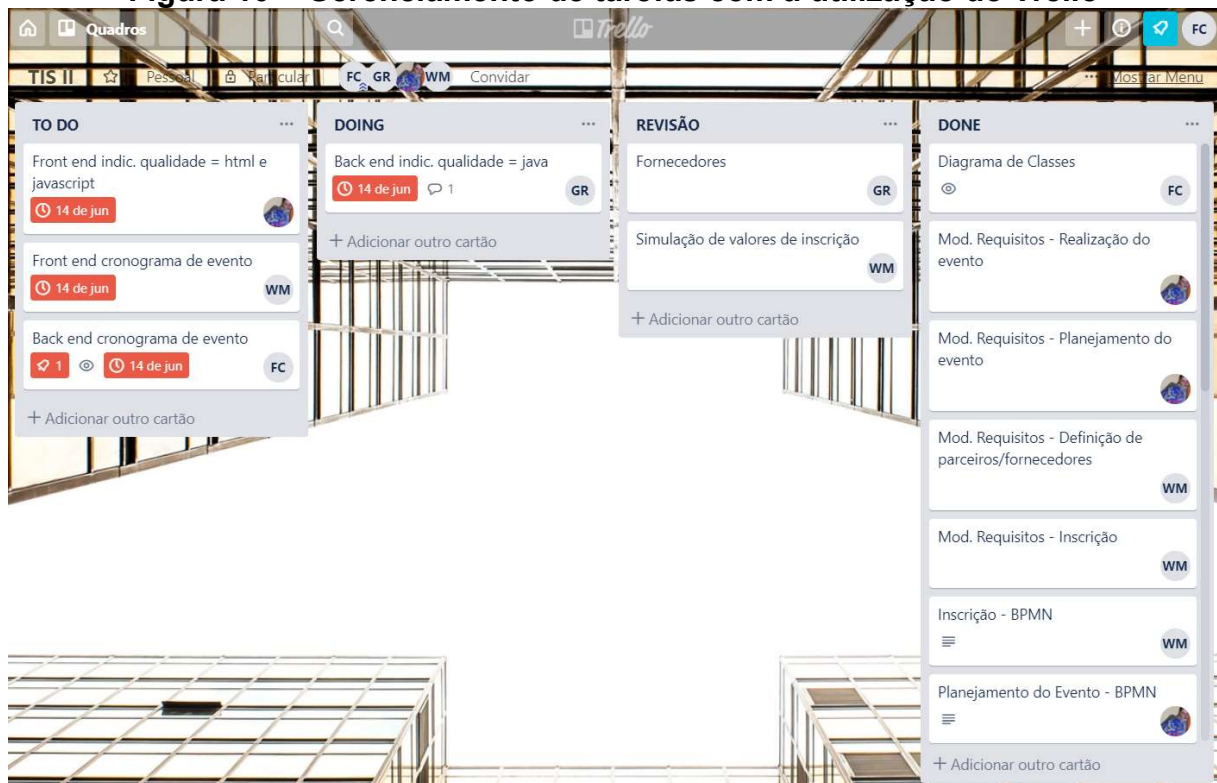 Figura 10 – Gerenciamento de tarefas com a utilização do Trello
Quadros
Trello
FC
TIS II
Pessoal
Particular
FC GR WM
Convidar
Mostrar Menu
TO DO
Front end indic. qualidade = html e
javascript
14 de jun
Front end cronograma de evento
14 de jun
WM
Back end cronograma de evento
1
14 de jun
FC
+ Adicionar outro cartão
DOING
Back end indic. qualidade = java
14 de jun
1
GR
+ Adicionar outro cartão
REVISÃO
Fornecedores
GR
Simulação de valores de inscrição
WM
+ Adicionar outro cartão
DONE
Diagrama de Classes
FC
Mod. Requisitos - Realização do
evento
Mod. Requisitos - Planejamento do
evento
Mod. Requisitos - Definição de
parceiros/fornecedores
WM
Mod. Requisitos - Inscrição
WM
Inscrição - BPMN
WM
Planejamento do Evento - BPMN
+ Adicionar outro cartão